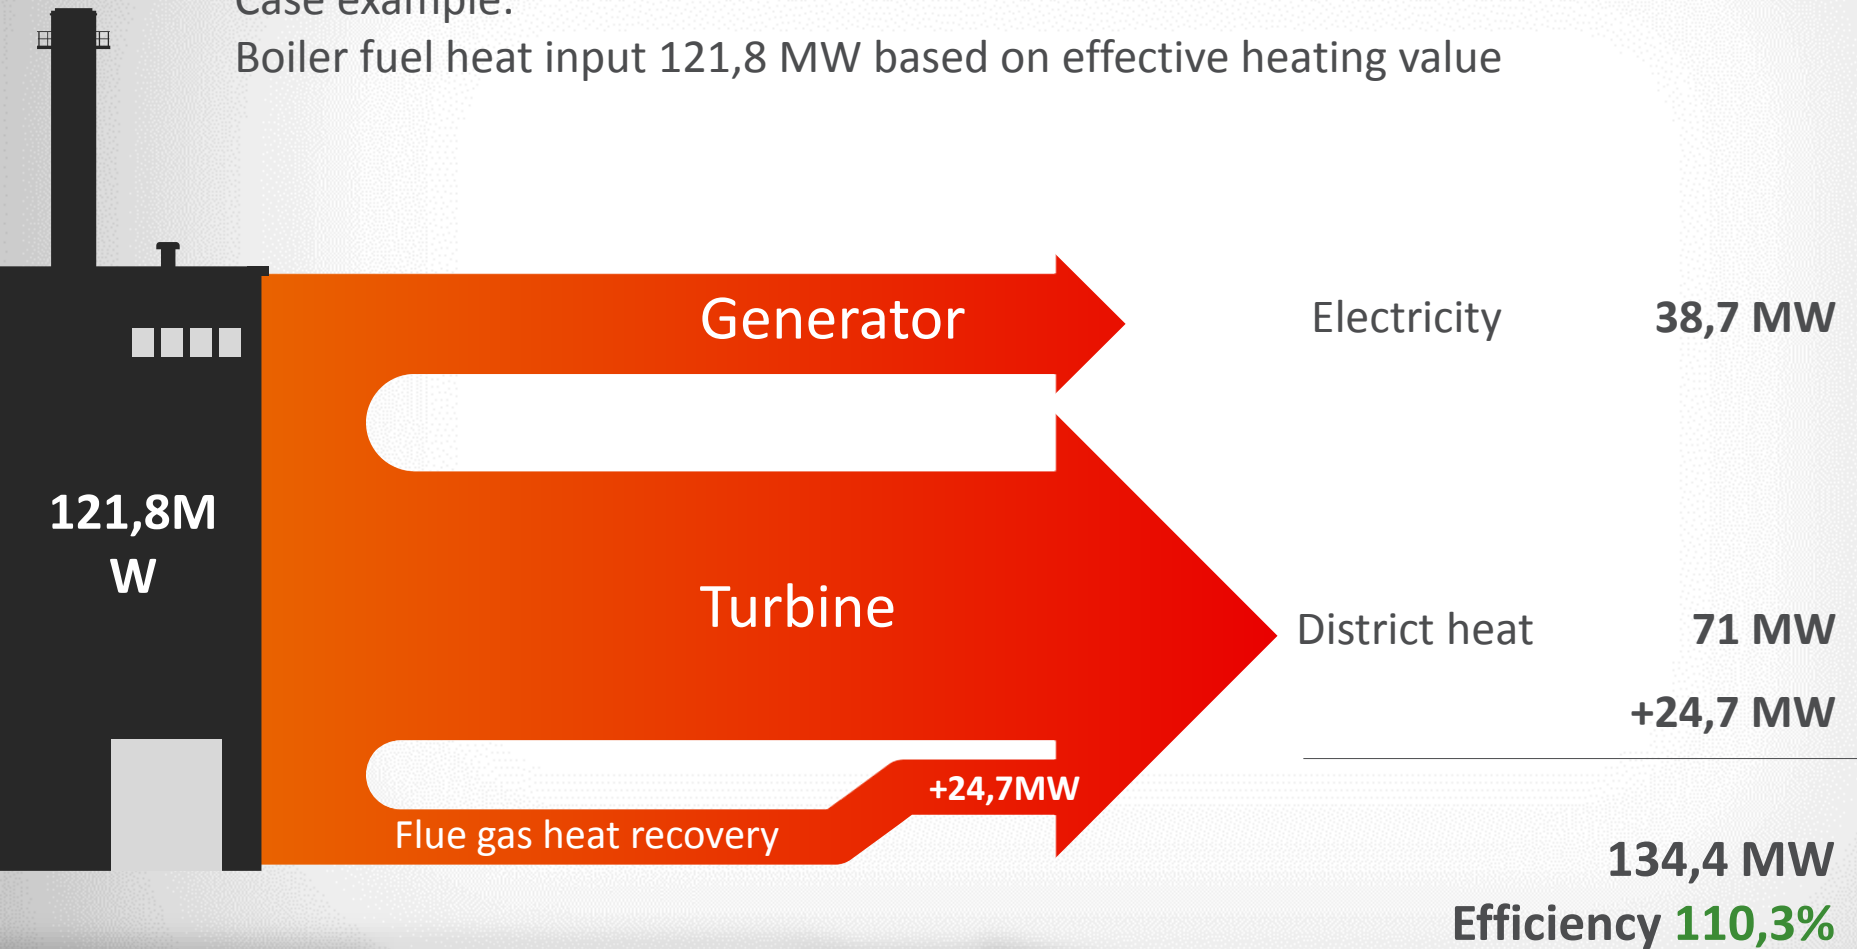 Case example:
Boiler fuel heat input 121,8 MW based on effective heating value
Generator
Electricity 38,7 MW
121,8M
W
Turbine
District heat 71 MW
+24,7 MW
+24,7MW
Flue gas heat recovery
134,4 MW
Efficiency 110,3%